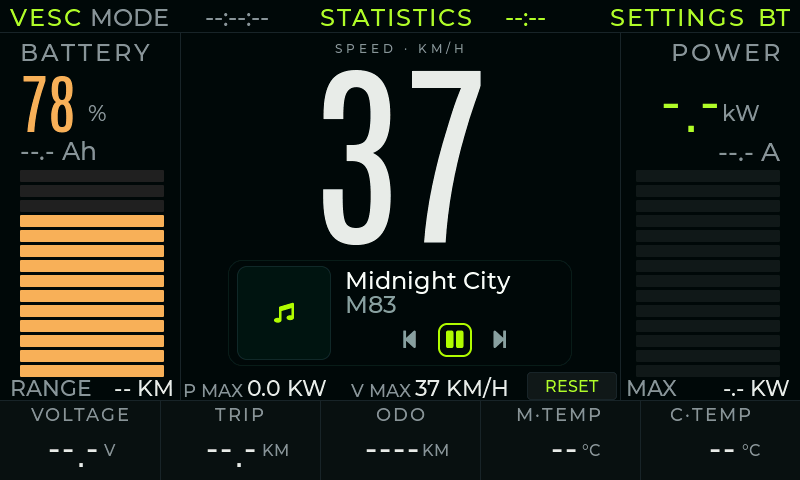 VESC MODE --:--:-- STATISTICS --:-- SETTINGS BT
BATTERY
78 %
--.- Ah
SPEED · KM/H
37
POWER
-.- kW
--.- A
Midnight City
M83
RANGE -- KM
P MAX 0.0 KW V MAX 37 KM/H RESET
MAX -.- KW
VOLTAGE TRIP ODO M·TEMP C·TEMP
--.- V --.- KM ---- KM -- °C -- °C